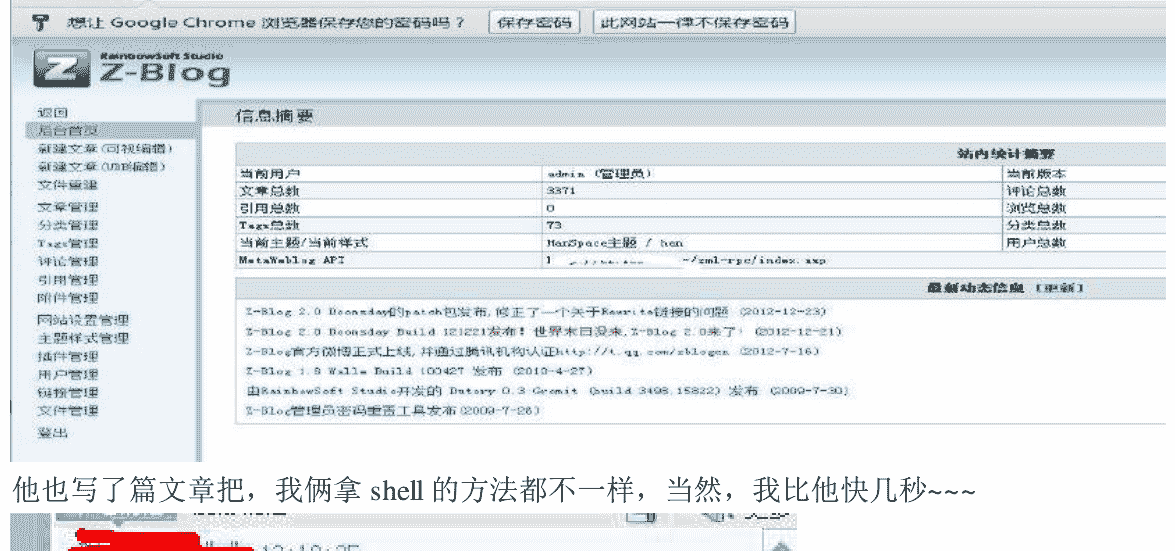 想让 Google Chrome 浏览器保存您的密码吗？ 保存密码 此网站一律不保存密码
RainbowSoft Studio
Z-Blog
返回
信息摘要
后台首页
新建文章(可视编辑)
新建文章(UBB编辑)
文件重建
文章管理
分类管理
Tags管理
评论管理
引用管理
附件管理
网站设置管理
主题样式管理
插件管理
用户管理
链接管理
文件管理
登出
站内统计摘要
当前用户 admin (管理员) 当前版本
文章总数 3371 评论总数
引用总数 0 浏览总数
Tags总数 73 分类总数
当前主题/当前样式 HanSpace主题 / han 用户总数
MetaWeblog API /xml-rpc/index.asp
最新动态信息 [更新]
Z-Blog 2.0 Doomsday的patch包发布,修正了一个关于Rewrite链接的问题 (2012-12-23)
Z-Blog 2.0 Doomsday Build 121221发布! 世界末日没来,Z-Blog 2.0来了! (2012-12-21)
Z-Blog官方微博正式上线,并通过腾讯机构认证http://t.qq.com/zblogcn (2012-7-16)
Z-Blog 1.8 Walle Build 100427 发布 (2010-4-27)
由RainbowSoft Studio开发的 Datory 0.3 Gromit (build 3498.15822) 发布 (2009-7-30)
Z-Blog管理员密码重置工具发布(2009-7-28)
他也写了篇文章把，我俩拿 shell 的方法都不一样，当然，我比他快几秒~~~